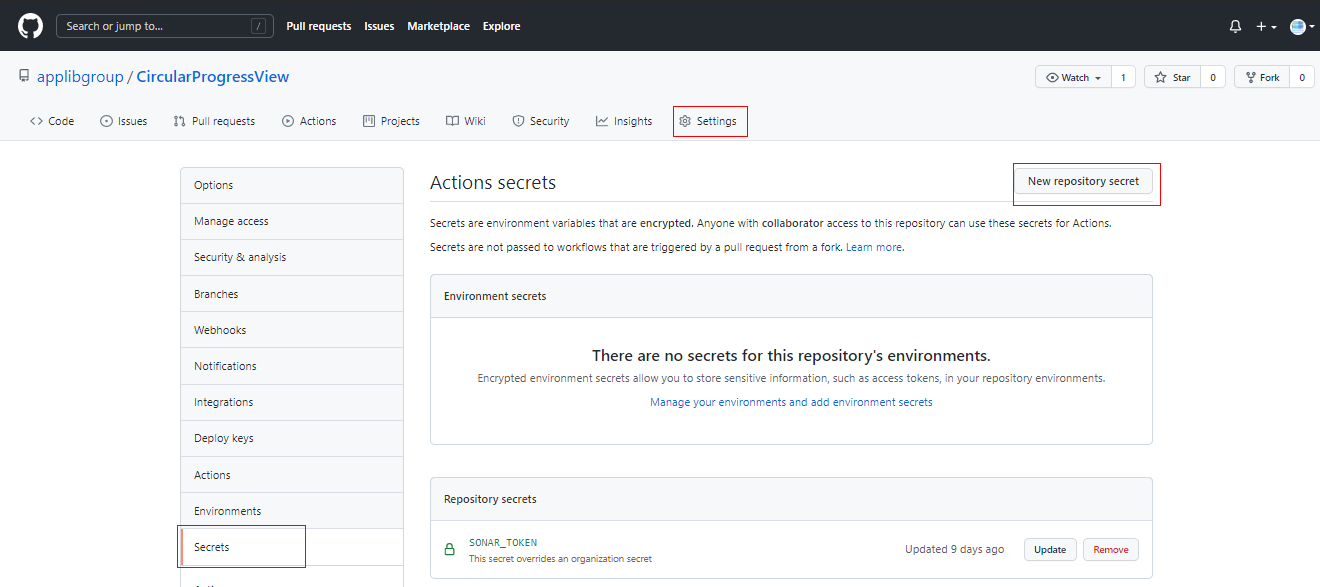 Search or jump to... /
Pull requests Issues Marketplace Explore
applibgroup / CircularProgressView
Watch 1 Star 0 Fork 0
Code Issues Pull requests Actions Projects Wiki Security Insights Settings
Options
Manage access
Security & analysis
Branches
Webhooks
Notifications
Integrations
Deploy keys
Actions
Environments
Secrets
Actions secrets
New repository secret
Secrets are environment variables that are encrypted. Anyone with collaborator access to this repository can use these secrets for Actions.
Secrets are not passed to workflows that are triggered by a pull request from a fork. Learn more.
Environment secrets
There are no secrets for this repository's environments.
Encrypted environment secrets allow you to store sensitive information, such as access tokens, in your repository environments.
Manage your environments and add environment secrets
Repository secrets
SONAR_TOKEN
This secret overrides an organization secret
Updated 9 days ago Update Remove